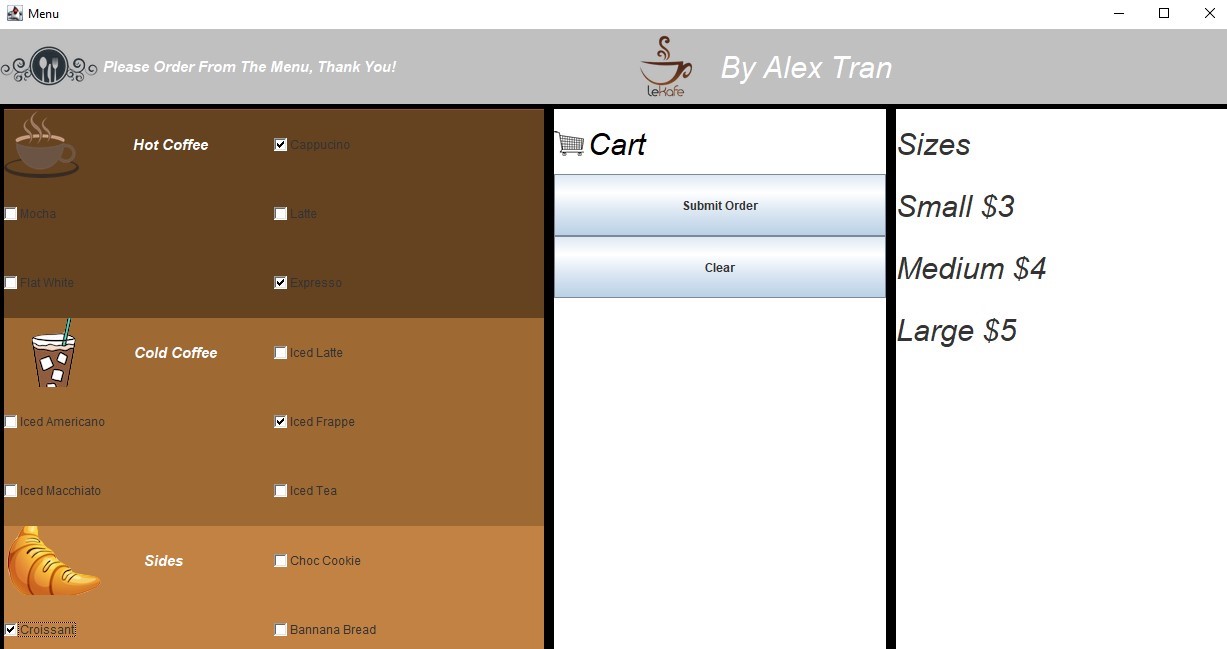 Menu
Please Order From The Menu, Thank You!
leKafe
By Alex Tran
Hot Coffee
Cappucino
Mocha
Latte
Flat White
Expresso
Cold Coffee
Iced Latte
Iced Americano
Iced Frappe
Iced Macchiato
Iced Tea
Sides
Choc Cookie
Croissant
Bannana Bread
Cart
Submit Order
Clear
Sizes
Small $3
Medium $4
Large $5